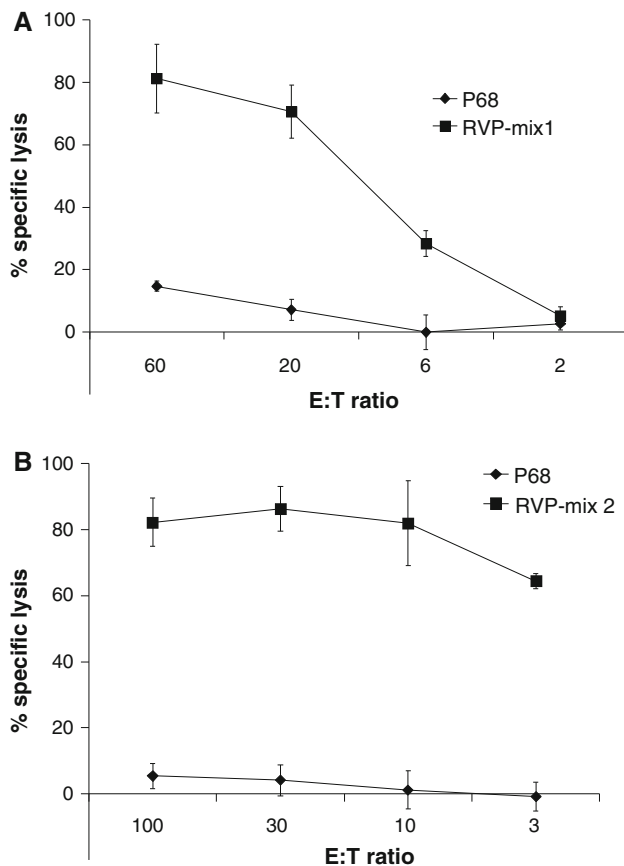 A
100
80
60
40
20
0
% specific lysis
P68
RVP-mix1
60 20 6 2
E:T ratio
B
100
80
60
40
20
0
% specific lysis
P68
RVP-mix 2
100 30 10 3
E:T ratio